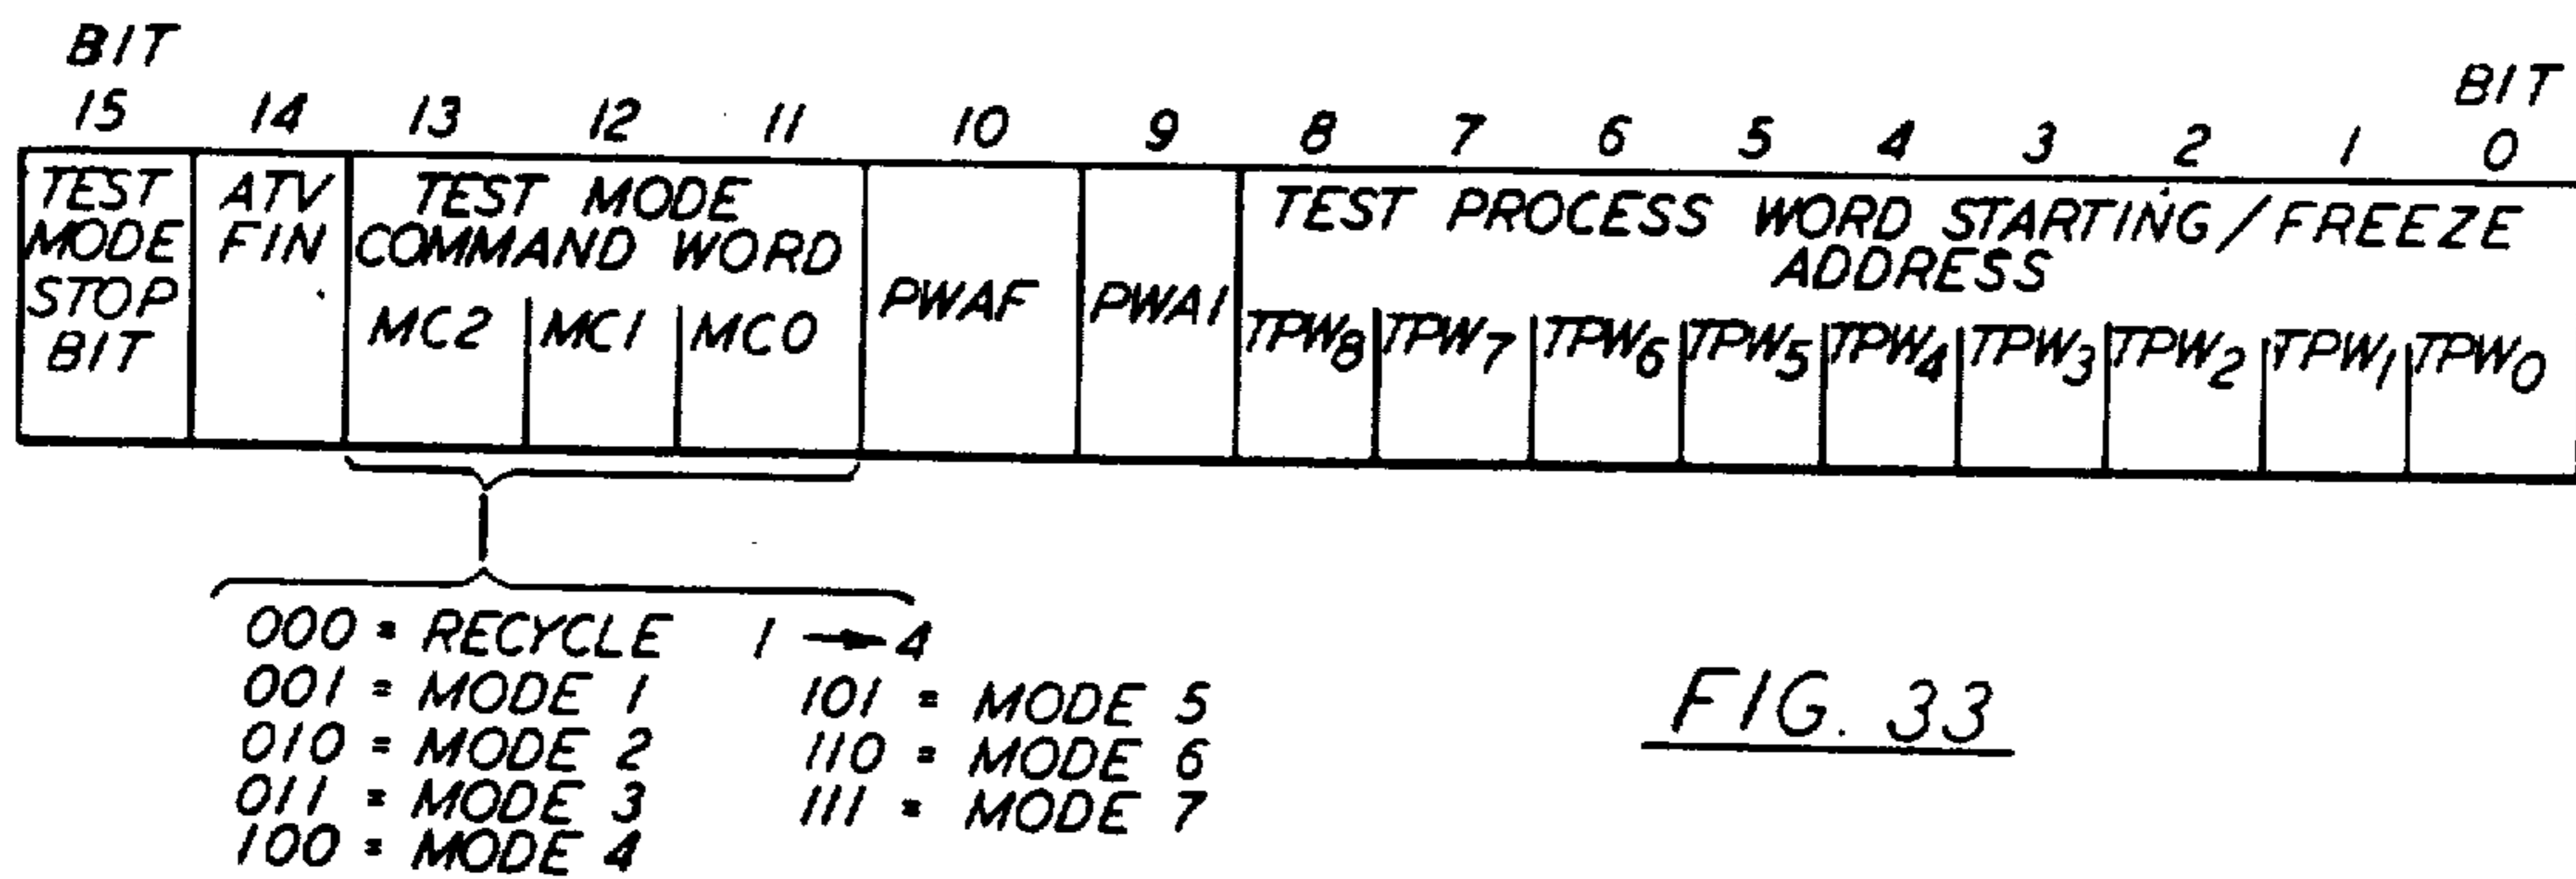 BIT BIT
15 14 13 12 11 10 9 8 7 6 5 4 3 2 1 0
TEST MODE STOP BIT
ATV FIN
TEST MODE COMMAND WORD
MC2 MC1 MC0
PWAF
PWA1
TEST PROCESS WORD STARTING/FREEZE
ADDRESS
TPW8 TPW7 TPW6 TPW5 TPW4 TPW3 TPW2 TPW1 TPW0
000 = RECYCLE 1 → 4
001 = MODE 1
010 = MODE 2
011 = MODE 3
100 = MODE 4
101 = MODE 5
110 = MODE 6
111 = MODE 7
FIG. 33